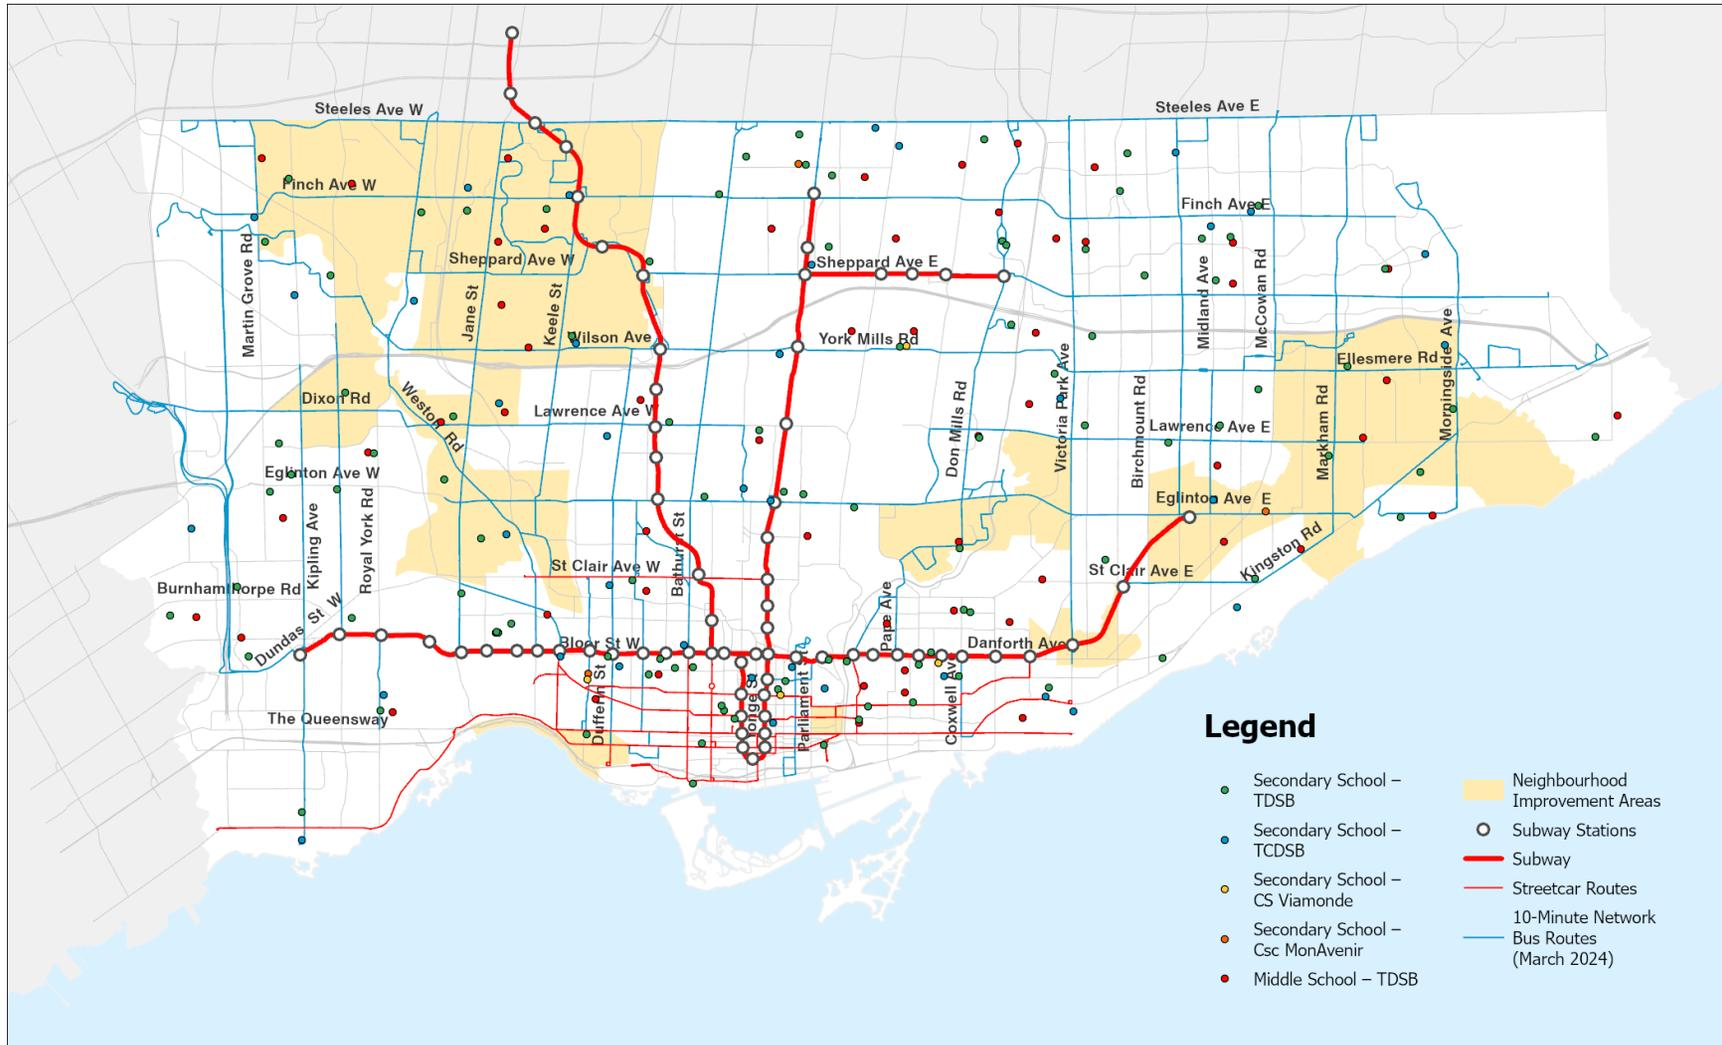 Steeles Ave W
Steeles Ave E
Finch Ave W
Finch Ave E
Sheppard Ave W
Sheppard Ave E
Martin Grove Rd
Jane St
Keele St
Midland Ave
McCowan Rd
Wilson Ave
York Mills Rd
Ellesmere Rd
Morningside Ave
Dixon Rd
Weston Rd
Lawrence Ave W
Don Mills Rd
Victoria Park Ave
Birchmount Rd
Lawrence Ave E
Markham Rd
Eglinton Ave W
Eglinton Ave E
Kipling Ave
Royal York Rd
Bathurst St
Kingston Rd
St Clair Ave W
St Clair Ave E
Burnhamthorpe Rd
Dundas St W
Pape Ave
Bloor St W
Danforth Ave
Dufferin St
Yonge St
Parliament St
Coxwell Ave
The Queensway
Legend
Secondary School –
TDSB
Secondary School –
TCDSB
Secondary School –
CS Viamonde
Secondary School –
Csc MonAvenir
Middle School – TDSB
Neighbourhood
Improvement Areas
Subway Stations
Subway
Streetcar Routes
10-Minute Network
Bus Routes
(March 2024)